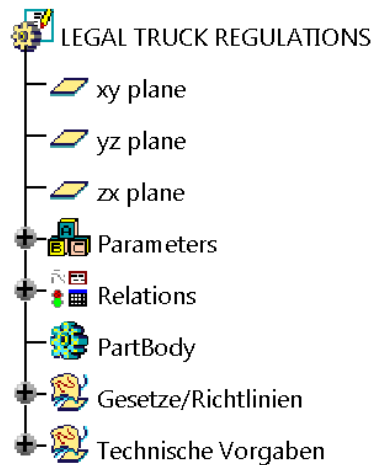 LEGAL TRUCK REGULATIONS
xy plane
yz plane
zx plane
Parameters
Relations
PartBody
Gesetze/Richtlinien
Technische Vorgaben